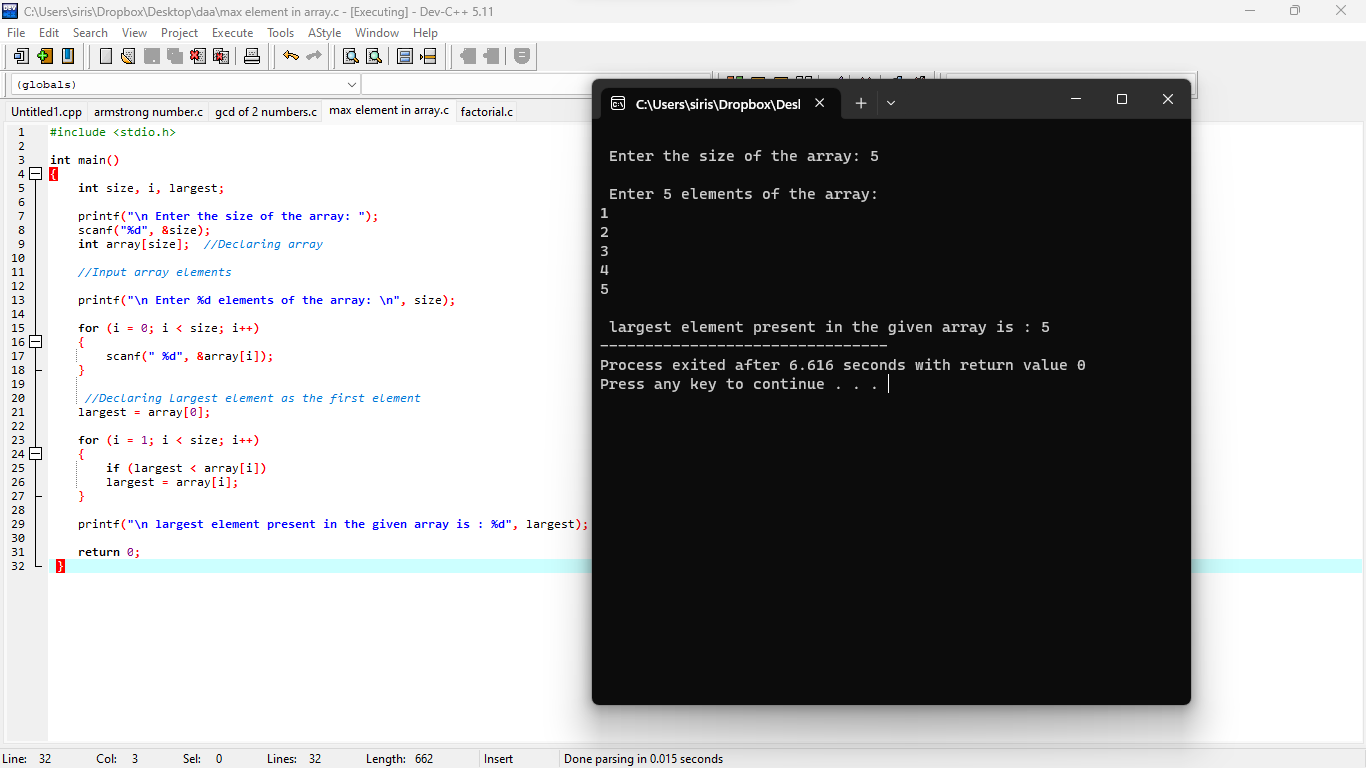 C:\Users\siris\Dropbox\Desktop\daa\max element in array.c - [Executing] - Dev-C++ 5.11
File Edit Search View Project Execute Tools AStyle Window Help
(globals)
Untitled1.cpp armstrong number.c gcd of 2 numbers.c max element in array.c factorial.c
1 #include <stdio.h>
2
3 int main()
4 {
5 int size, i, largest;
6
7 printf("\n Enter the size of the array: ");
8 scanf("%d", &size);
9 int array[size]; //Declaring array
10
11 //Input array elements
12
13 printf("\n Enter %d elements of the array: \n", size);
14
15 for (i = 0; i < size; i++)
16 {
17 scanf(" %d", &array[i]);
18 }
19
20 //Declaring Largest element as the first element
21 largest = array[0];
22
23 for (i = 1; i < size; i++)
24 {
25 if (largest < array[i])
26 largest = array[i];
27 }
28
29 printf("\n largest element present in the given array is : %d", largest);
30
31 return 0;
32 }
C:\Users\siris\Dropbox\Desl
Enter the size of the array: 5
Enter 5 elements of the array:
1
2
3
4
5
largest element present in the given array is : 5
--------------------------------
Process exited after 6.616 seconds with return value 0
Press any key to continue . . .
Line: 32 Col: 3 Sel: 0 Lines: 32 Length: 662 Insert Done parsing in 0.015 seconds